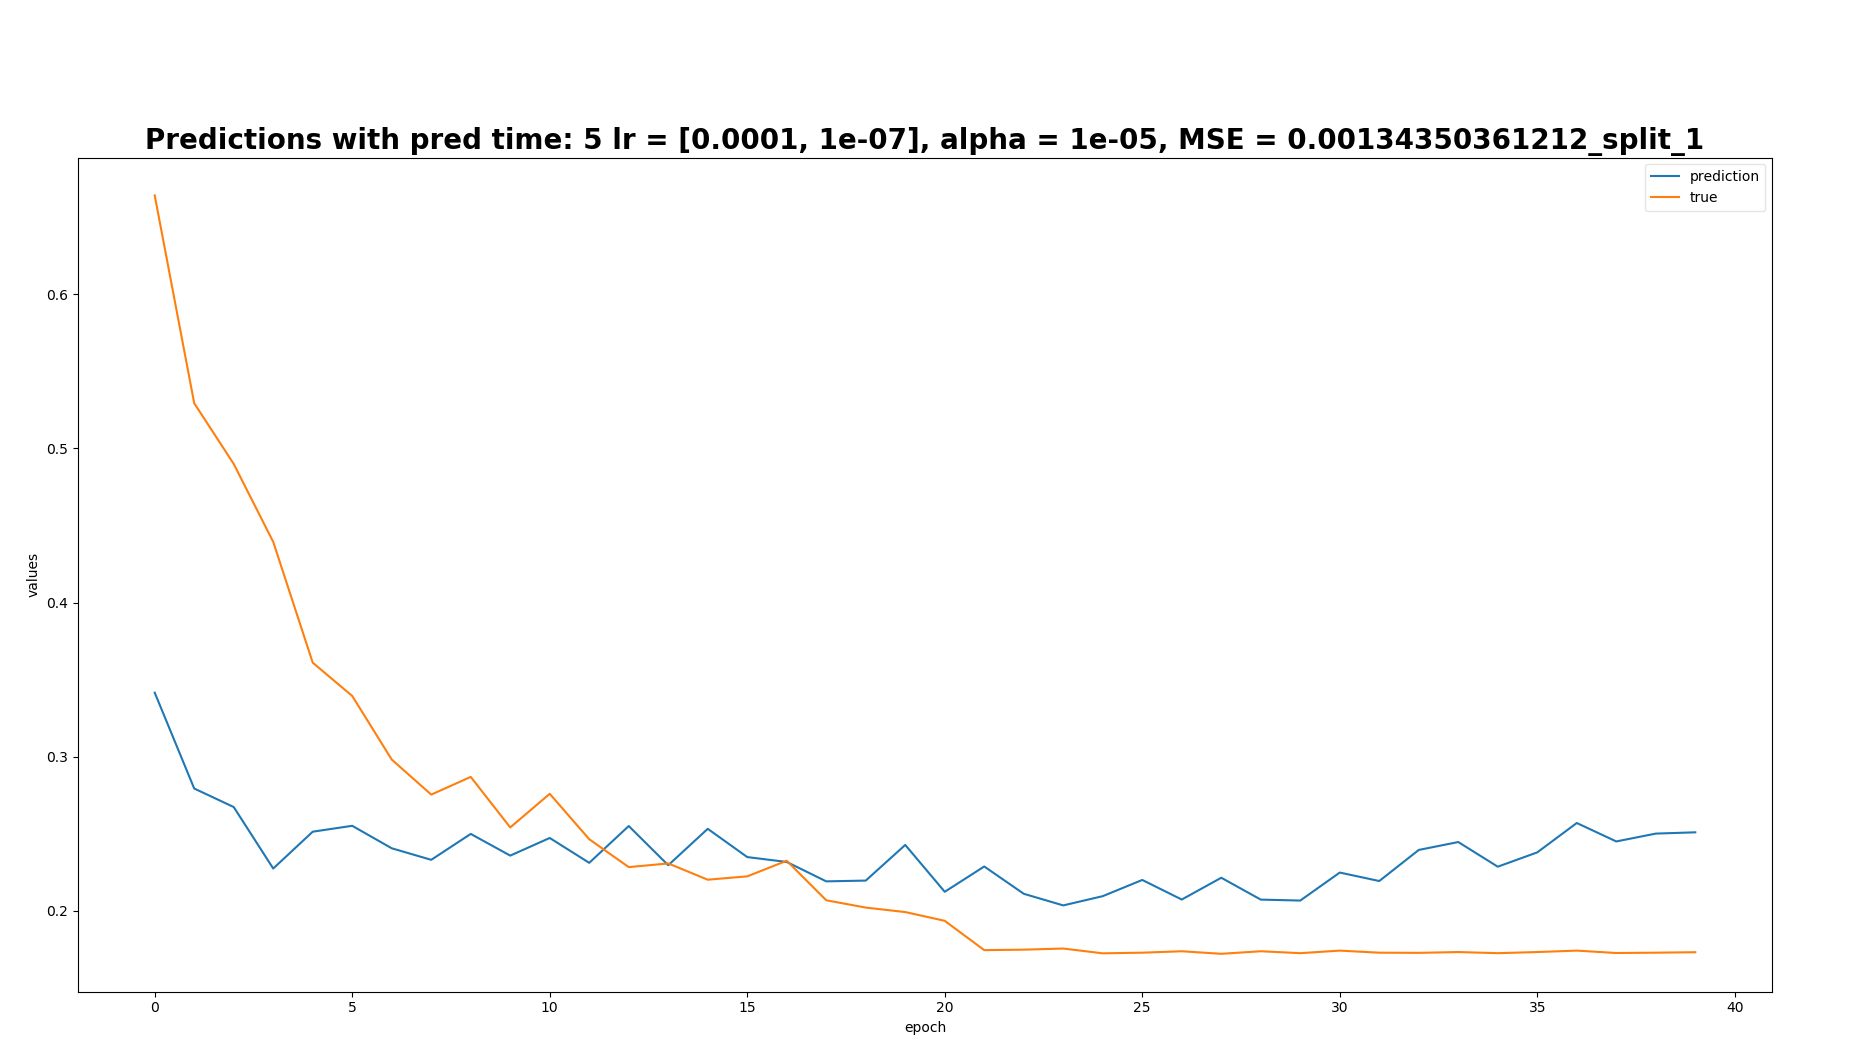 Predictions with pred time: 5 lr = [0.0001, 1e-07], alpha = 1e-05, MSE = 0.00134350361212_split_1
prediction
true
values
0.6
0.5
0.4
0.3
0.2
0 5 10 15 20 25 30 35 40
epoch